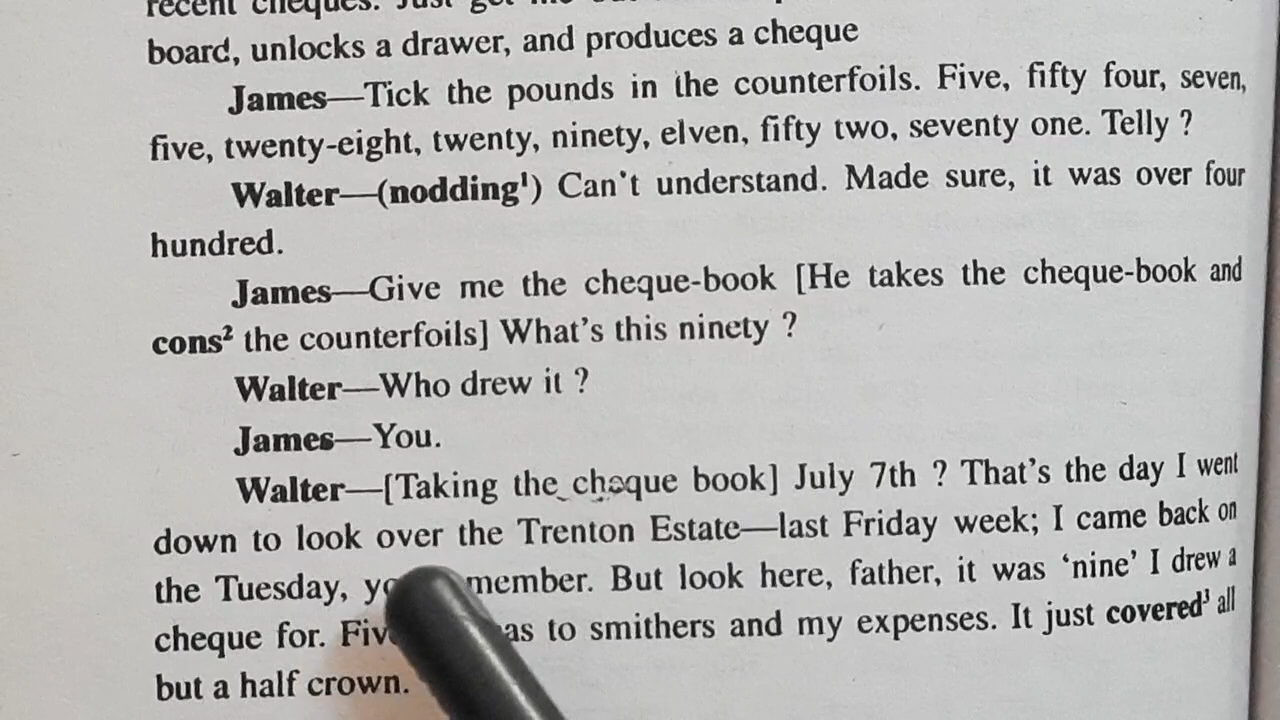 recent cheques. Just get
board, unlocks a drawer, and produces a cheque
James—Tick the pounds in the counterfoils. Five, fifty four, seven,
five, twenty-eight, twenty, ninety, elven, fifty two, seventy one. Telly ?
Walter—(nodding¹) Can't understand. Made sure, it was over four
hundred.
James—Give me the cheque-book [He takes the cheque-book and
cons² the counterfoils] What's this ninety ?
Walter—Who drew it ?
James—You.
Walter—[Taking the cheque book] July 7th ? That's the day I went
down to look over the Trenton Estate—last Friday week; I came back on
the Tuesday, member. But look here, father, it was ‘nine’ I drew a
cheque for. as to smithers and my expenses. It just covered³ all
but a half crown.